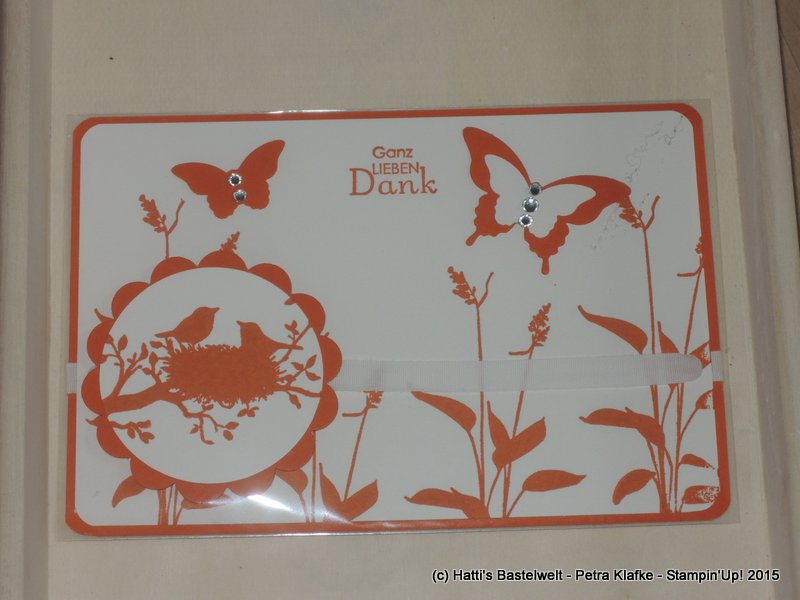 Ganz
LIEBEN
Dank
(c) Hatti's Bastelwelt - Petra Klafke - Stampin'Up! 2015